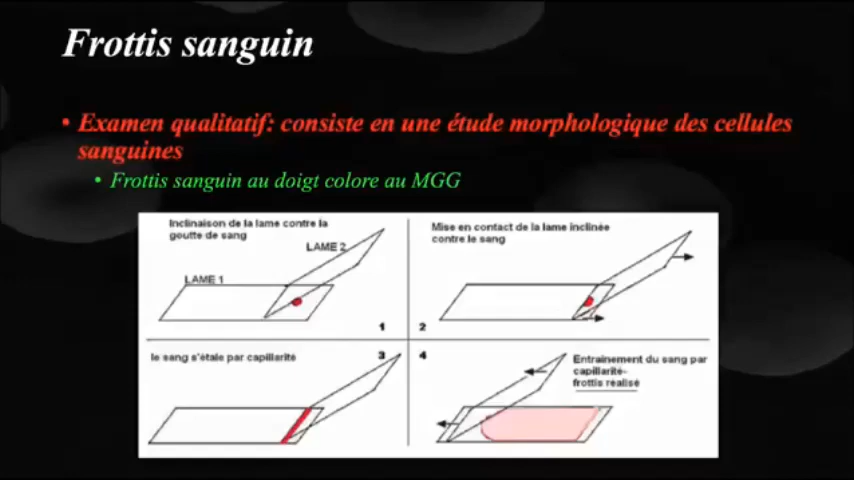 Frottis sanguin
• Examen qualitatif: consiste en une étude morphologique des cellules
sanguines
• Frottis sanguin au doigt colore au MGG
Inclinaison de la lame contre la
goutte de sang
LAME 2
LAME 1
1
Mise en contact de la lame inclinée
contre le sang
2
le sang s'étale par capillarité
3
4
Entrainement du sang par
capillarité-
frottis réalisé